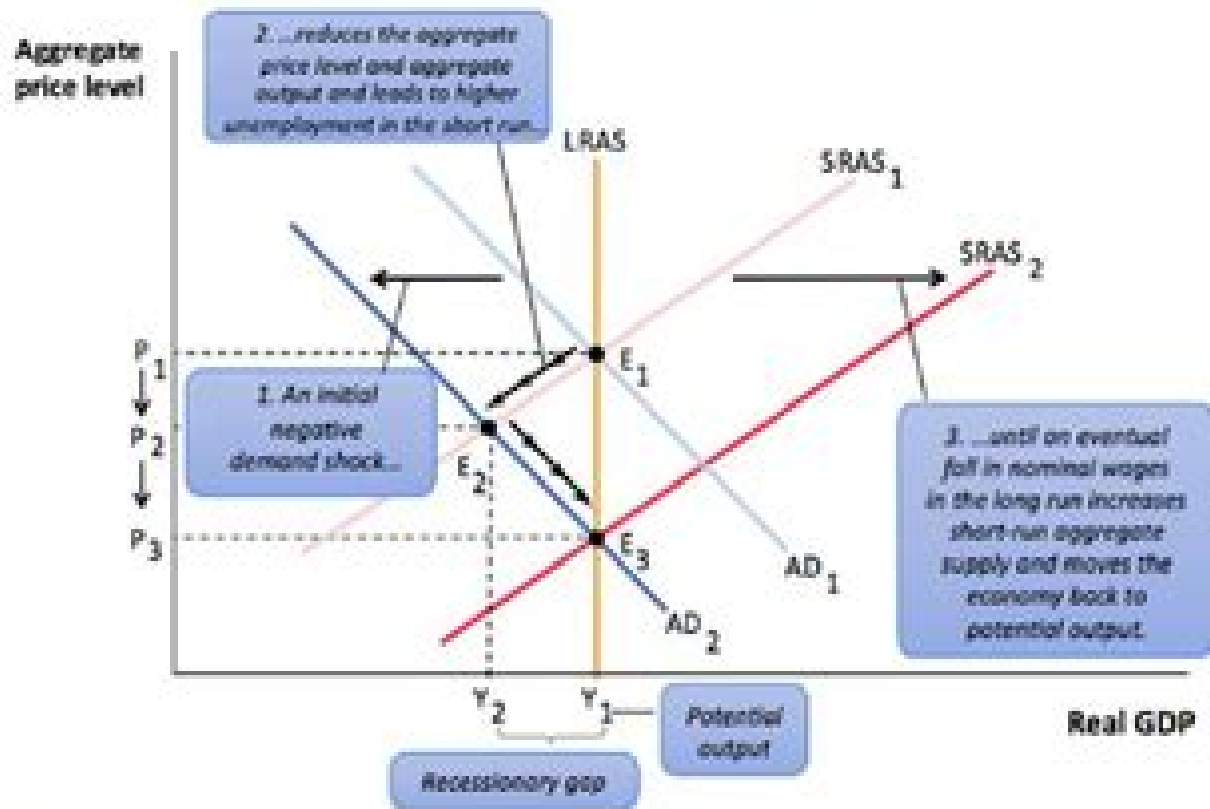 Aggregate
price level
2. ...reduces the aggregate
price level and aggregate
output and leads to higher
unemployment in the short run...
LRAS
SRAS1
SRAS2
P1
E1
1. An initial
negative
demand shock...
P2
E2
3. ...until an eventual
fall in nominal wages
in the long run increases
short-run aggregate
supply and moves the
economy back to
potential output.
P3
E3
AD1
AD2
Y2
Y1
Potential
output
Real GDP
Recessionary gap